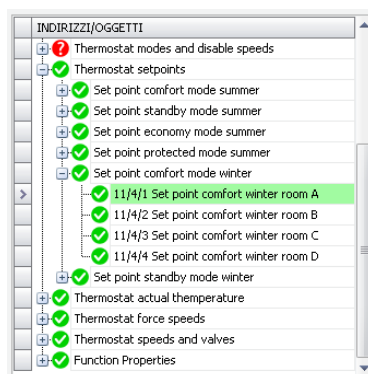 INDIRIZZI/OGGETTI
Thermostat modes and disable speeds
Thermostat setpoints
Set point comfort mode summer
Set point standby mode summer
Set point economy mode summer
Set point protected mode summer
Set point comfort mode winter
11/4/1 Set point comfort winter room A
11/4/2 Set point comfort winter room B
11/4/3 Set point comfort winter room C
11/4/4 Set point comfort winter room D
Set point standby mode winter
Thermostat actual themperature
Thermostat force speeds
Thermostat speeds and valves
Function Properties